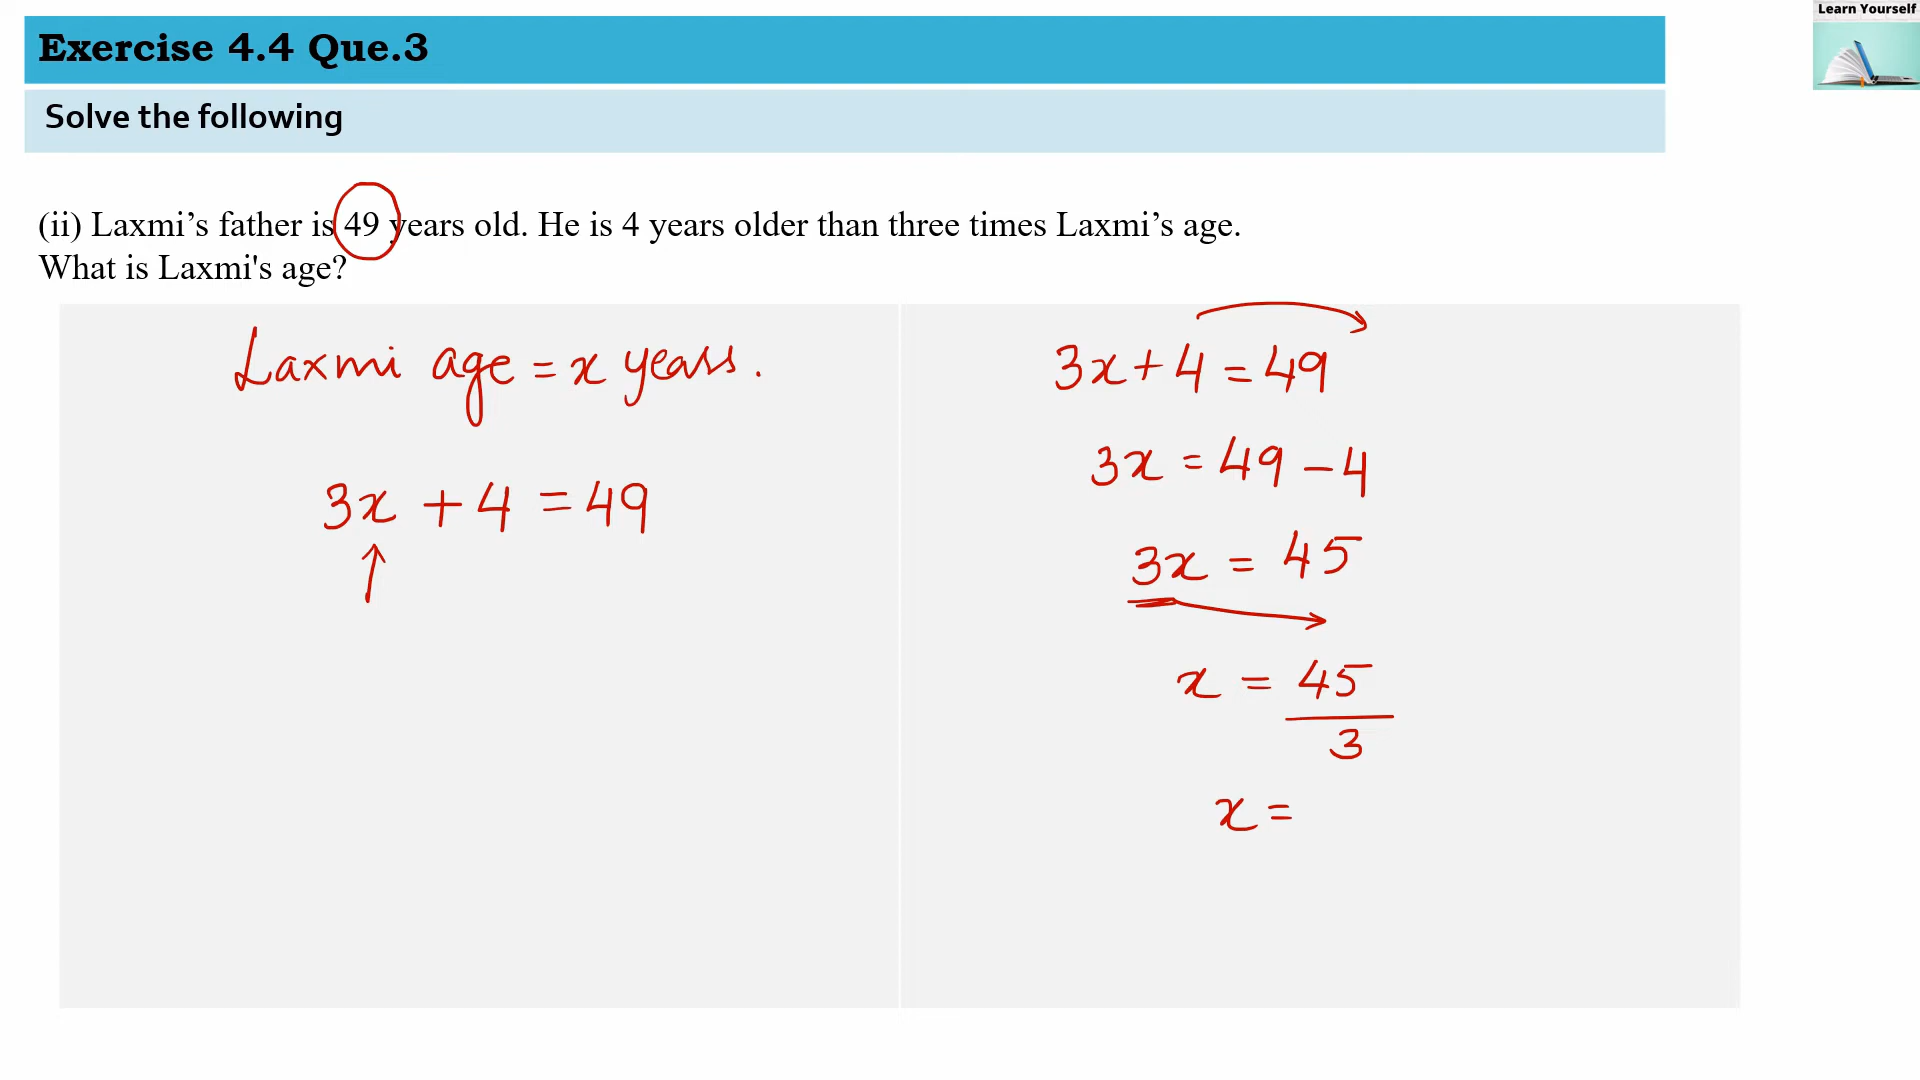 Learn Yourself
Exercise 4.4 Que.3
Solve the following
(ii) Laxmi’s father is 49 years old. He is 4 years older than three times Laxmi’s age.
What is Laxmi's age?
Laxmi age = x years.
3x + 4 = 49
3x + 4 = 49
3x = 49 - 4
3x = 45
x = 45
3
x =